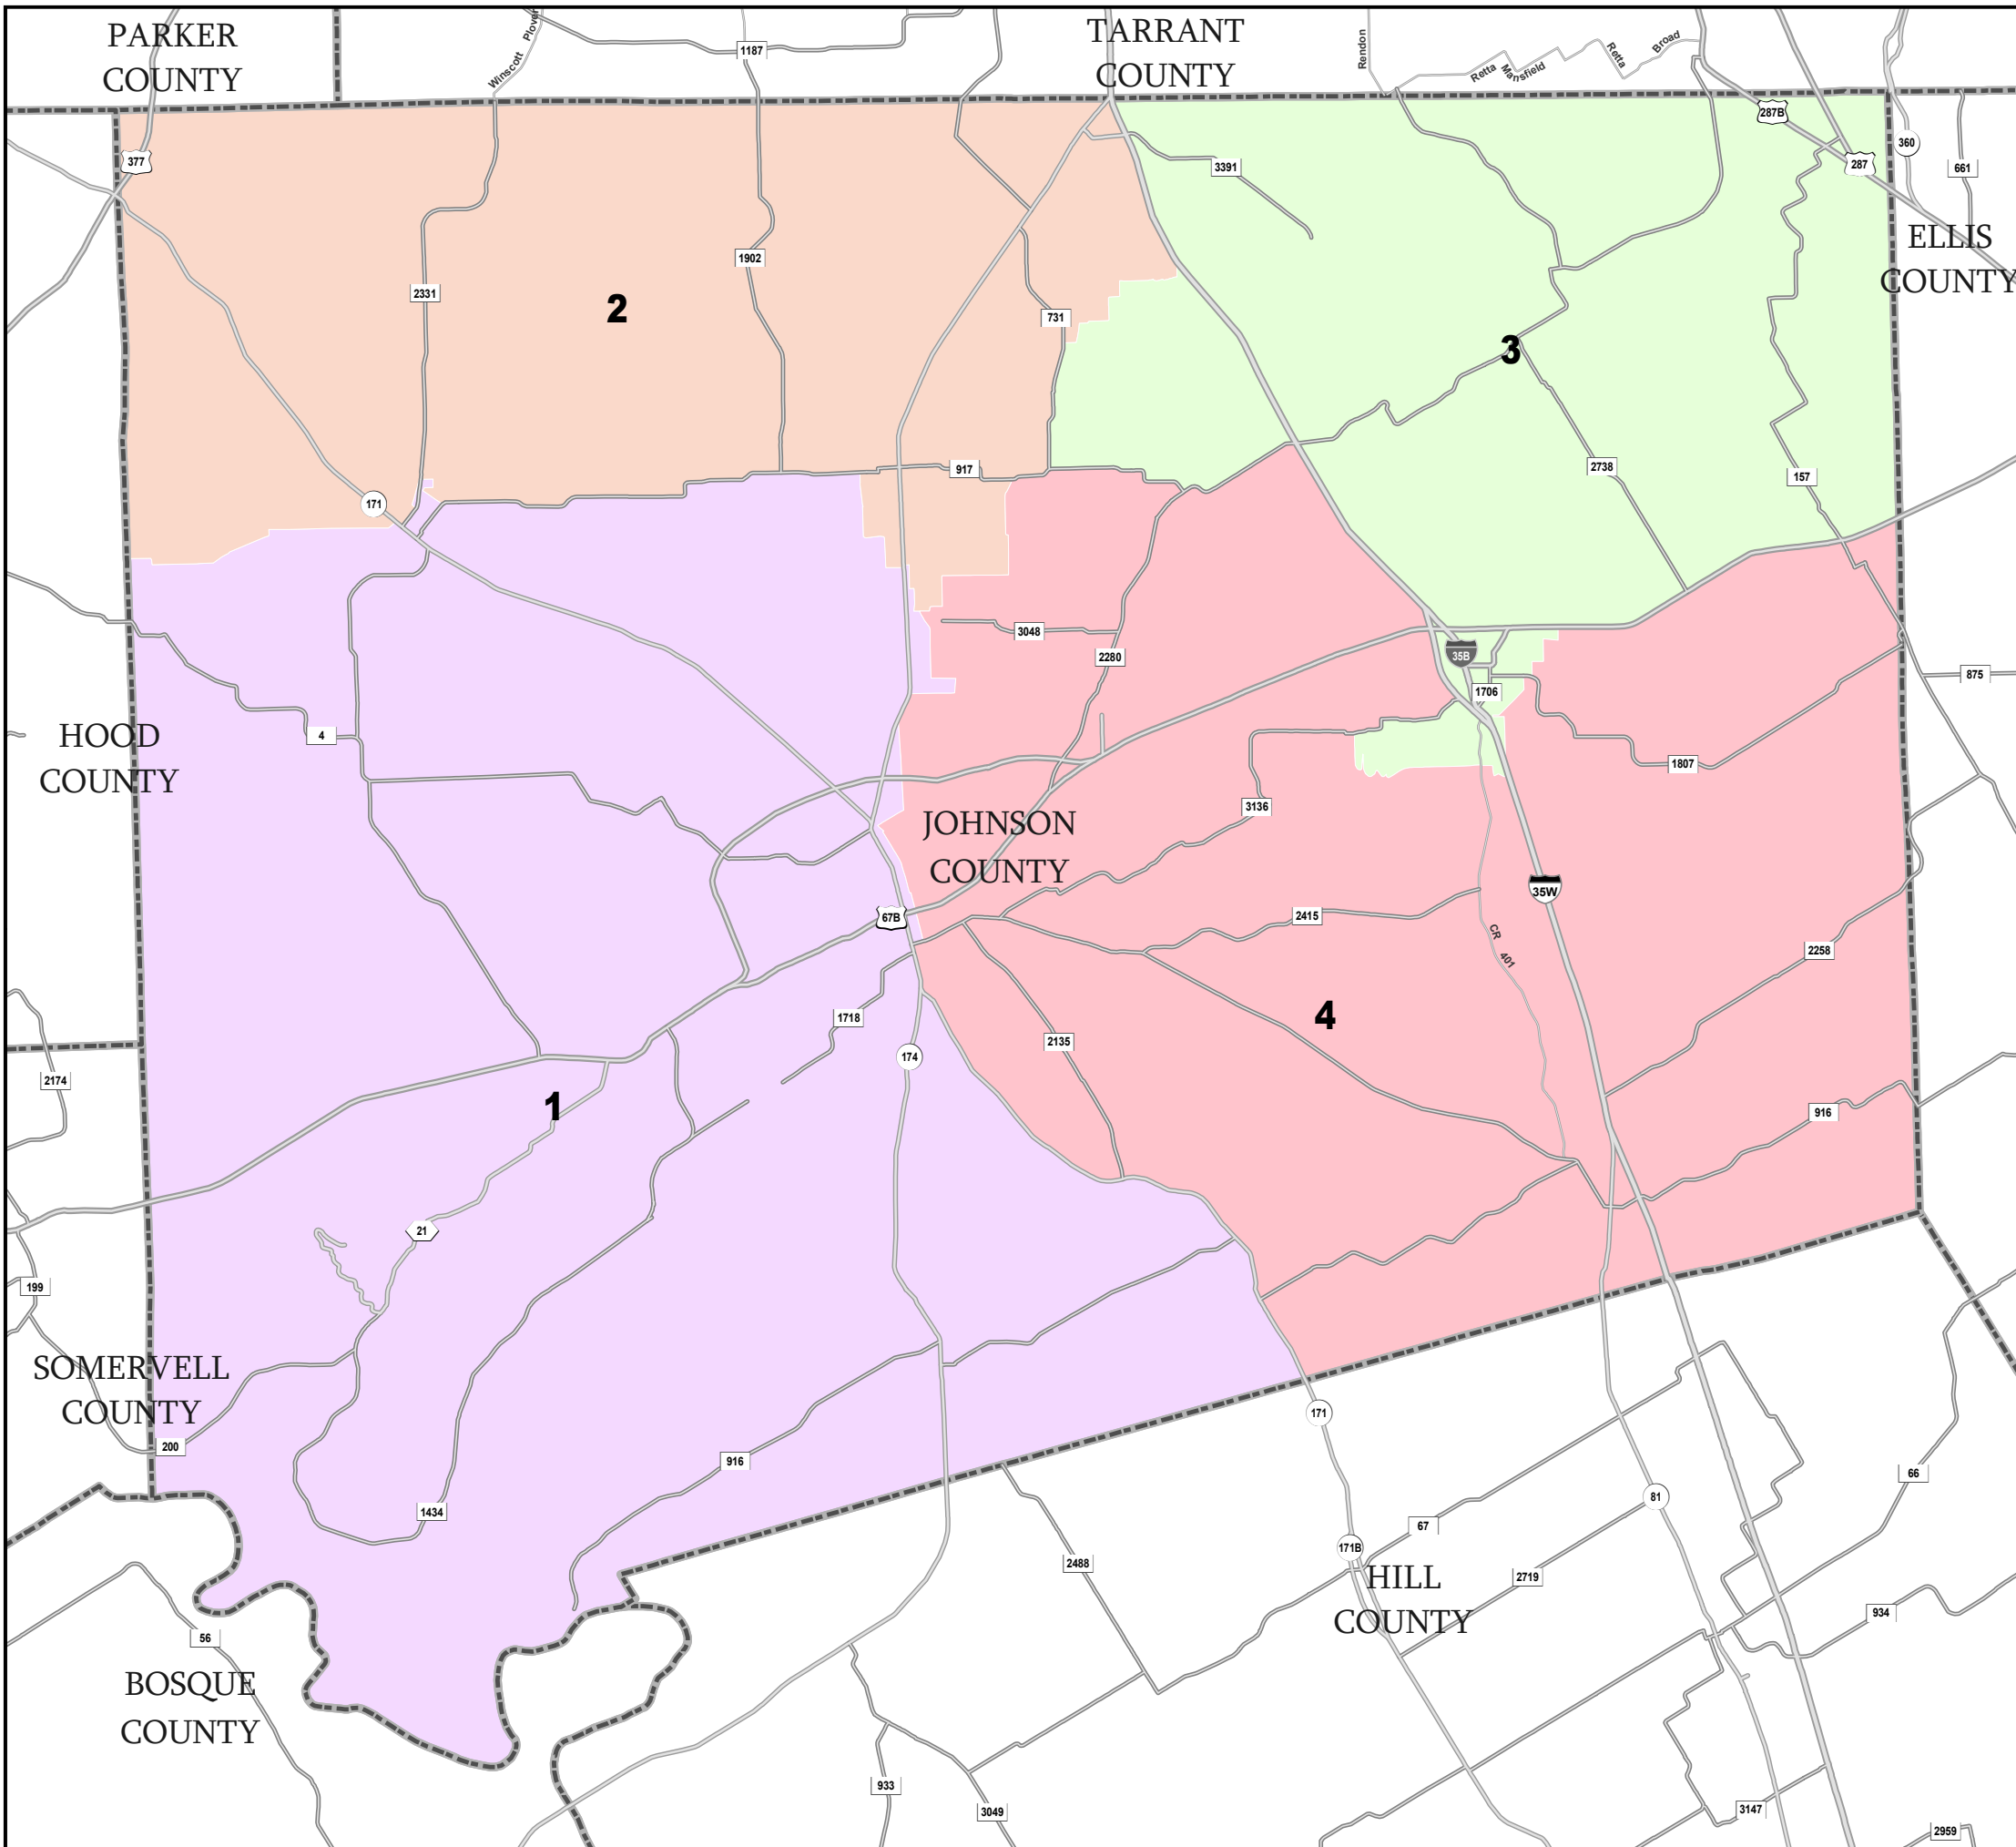 PARKER
COUNTY
TARRANT
COUNTY
Winscott Plover
1187
Rendon
Retta
Mansfield
Retta
Broad
287B
377
3391
287
360
661
ELLIS
COUNTY
1902
2331
2
731
3
917
2738
157
171
3048
2280
35B
1706
875
HOOD
COUNTY
4
1807
3136
JOHNSON
COUNTY
35W
67B
2415
CR 401
2258
1718
4
2135
174
2174
1
916
21
199
SOMERVELL
COUNTY
200
171
916
66
81
1434
67
171B
2488
HILL
COUNTY
2719
934
56
BOSQUE
COUNTY
933
3049
3147
2959